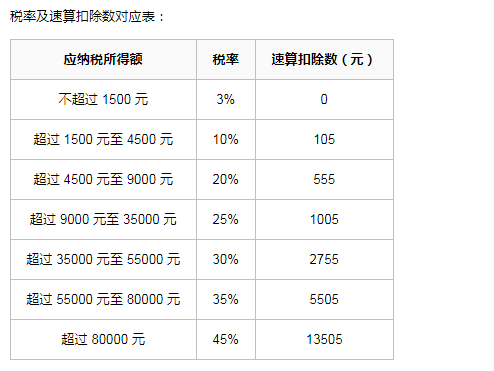 税率及速算扣除数对应表：
应纳税所得额 税率 速算扣除数（元）
不超过 1500 元 3% 0
超过 1500 元至 4500 元 10% 105
超过 4500 元至 9000 元 20% 555
超过 9000 元至 35000 元 25% 1005
超过 35000 元至 55000 元 30% 2755
超过 55000 元至 80000 元 35% 5505
超过 80000 元 45% 13505